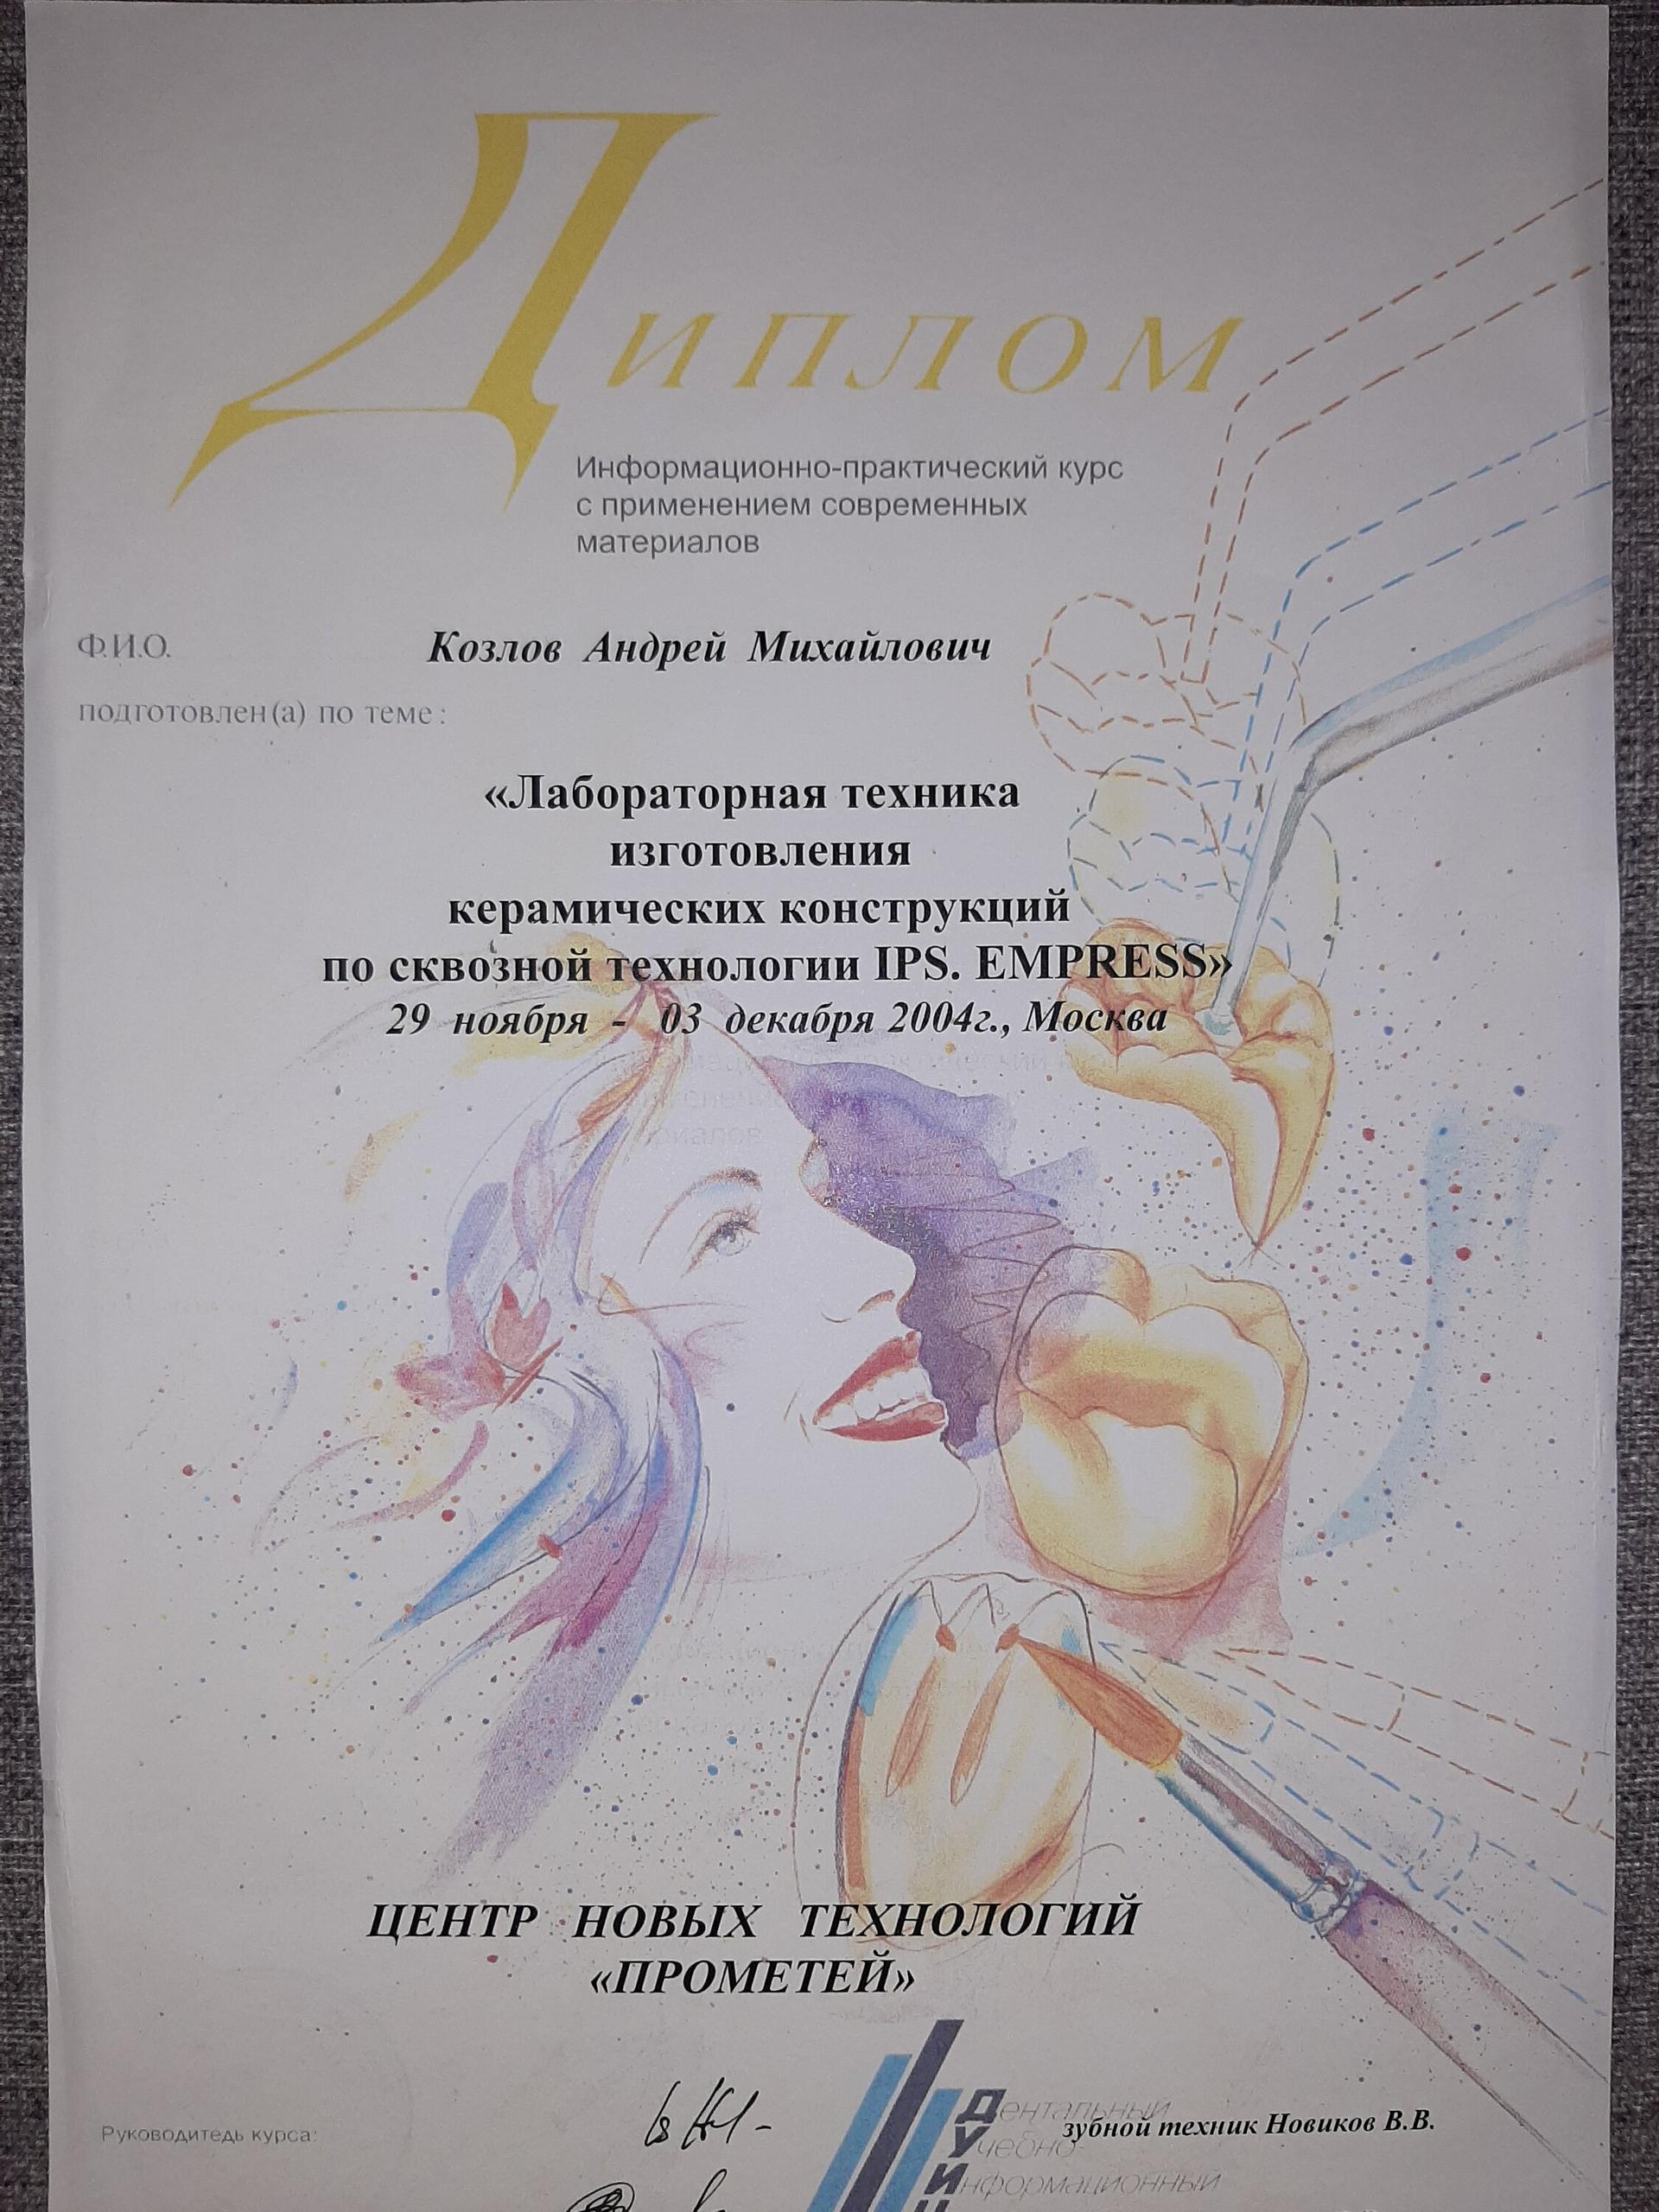 Диплом
Информационно-практический курс
с применением современных
материалов
Ф.И.О. Козлов Андрей Михайлович
подготовлен(а) по теме:
«Лабораторная техника
изготовления
керамических конструкций
по сквозной технологии IPS. EMPRESS»
29 ноября - 03 декабря 2004г., Москва
ЦЕНТР НОВЫХ ТЕХНОЛОГИЙ
«ПРОМЕТЕЙ»
Дентальный
Руководитедь курса: зубной техник Новиков В.В.
Учебно-
Информационный